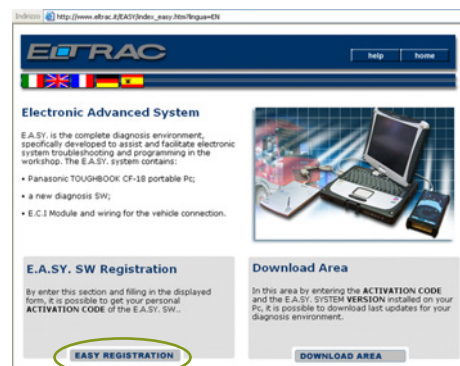 Indirizzo http://www.eltrac.it/EASY/index_easy.htm?lingua=EN
ELTRAC
help home
Electronic Advanced System
E.A.SY. is the complete diagnosis environment,
specifically developed to assist and facilitate electronic
system troubleshooting and programming in the
workshop. The E.A.SY. system contains:
• Panasonic TOUGHBOOK CF-18 portable Pc;
• a new diagnosis SW;
• E.C.I Module and wiring for the vehicle connection.
E.A.SY. SW Registration
By enter this section and filling in the displayed
form, it is possible to get your personal
ACTIVATION CODE of the E.A.SY. SW..
EASY REGISTRATION
Download Area
In this area by entering the ACTIVATION CODE
and the E.A.SY. SYSTEM VERSION installed on your
Pc, it is possible to download last updates for your
diagnosis environment.
DOWNLOAD AREA